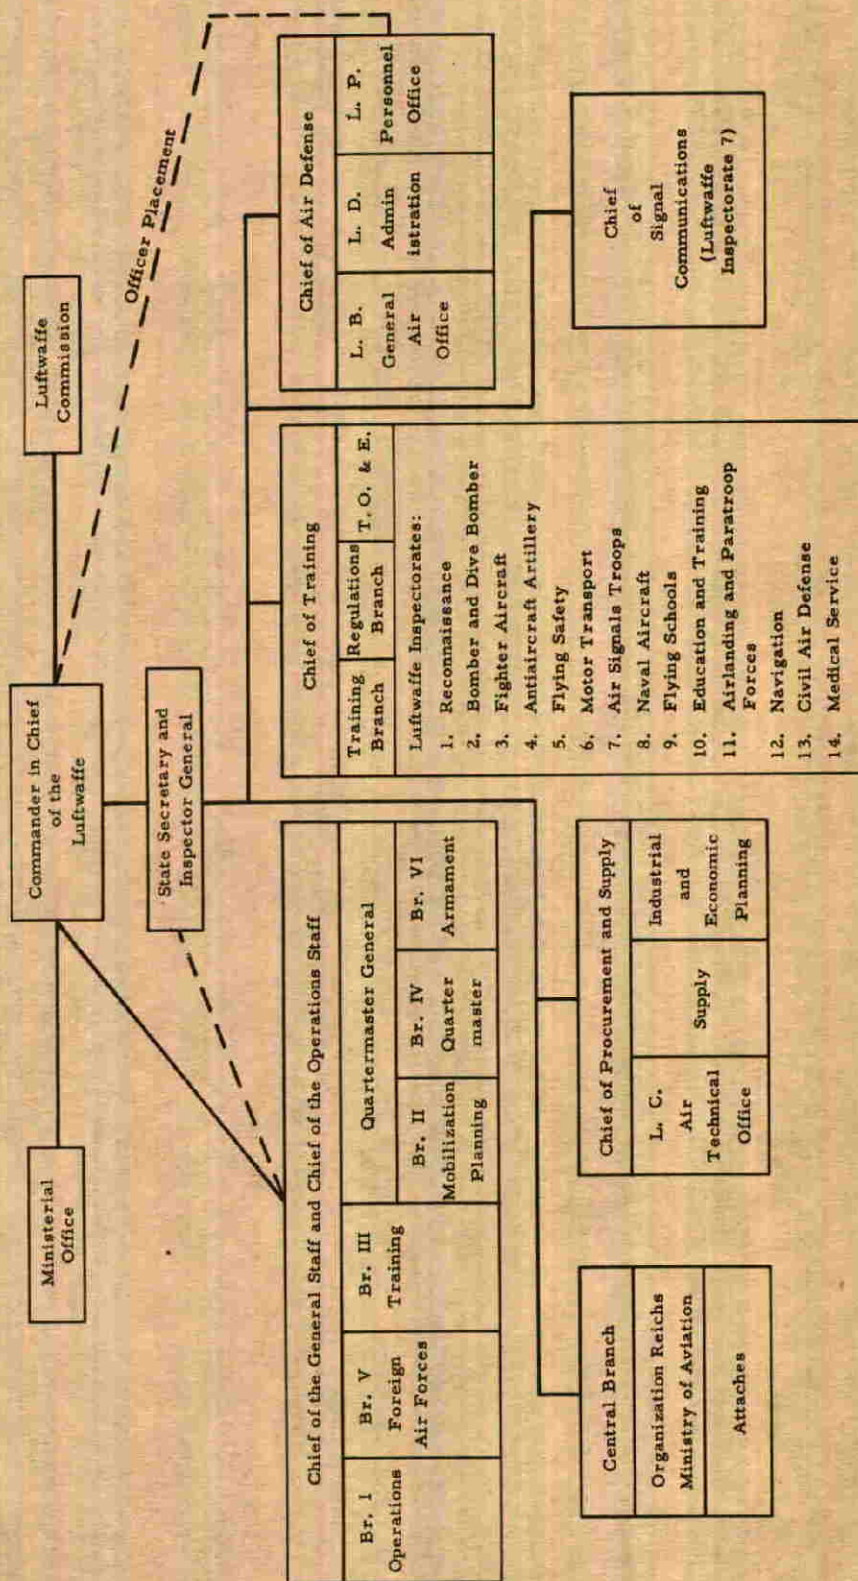 Commander in Chief
of the
Luftwaffe
Ministerial
Office
Luftwaffe
Commission
State Secretary and
Inspector General
Officer Placement
Chief of the General Staff and Chief of the Operations Staff
Br. I
Operations
Br. V
Foreign
Air Forces
Br. III
Training
Quartermaster General
Br. II
Mobilization
Planning
Br. IV
Quarter
master
Br. VI
Armament
Chief of Training
Training
Branch
Regulations
Branch
T. O. & E.
Luftwaffe Inspectorates:
1. Reconnaissance
2. Bomber and Dive Bomber
3. Fighter Aircraft
4. Antiaircraft Artillery
5. Flying Safety
6. Motor Transport
7. Air Signals Troops
8. Naval Aircraft
9. Flying Schools
10. Education and Training
11. Airlanding and Paratroop
Forces
12. Navigation
13. Civil Air Defense
14. Medical Service
Chief of Air Defense
L. B.
General
Air
Office
L. D.
Admin
istration
L. P.
Personnel
Office
Central Branch
Organization Reichs
Ministry of Aviation
Attaches
Chief of Procurement and Supply
L. C.
Air
Technical
Office
Supply
Industrial
and
Economic
Planning
Chief
of
Signal
Communications
(Luftwaffe
Inspectorate 7)